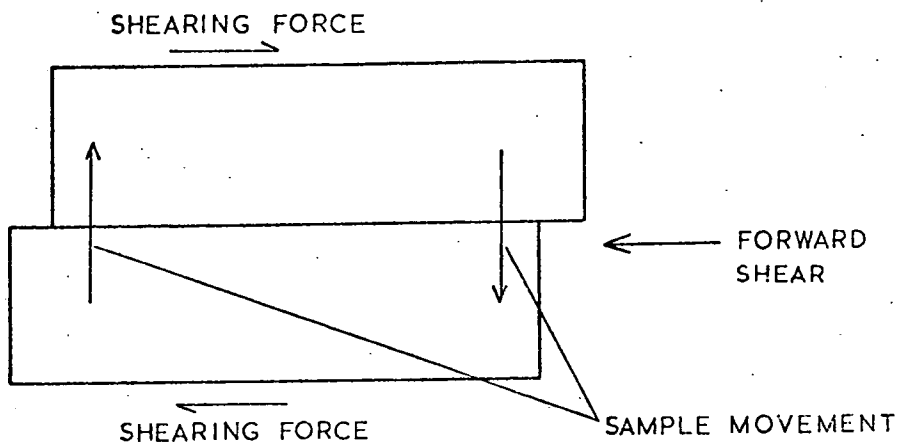 SHEARING FORCE
FORWARD
SHEAR
SHEARING FORCE
SAMPLE MOVEMENT